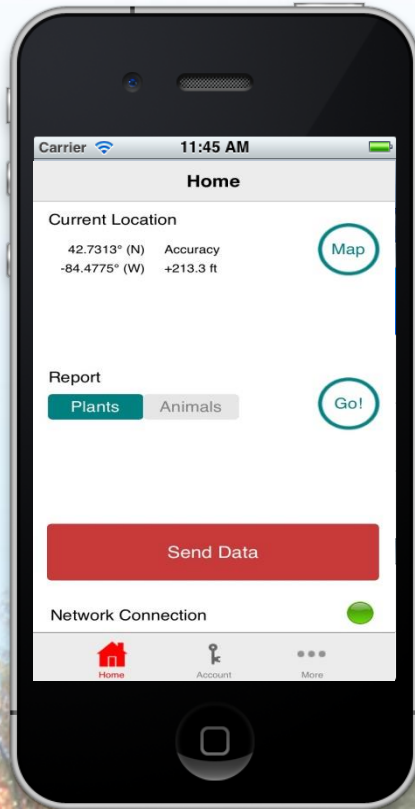 Carrier 11:45 AM
Home
Current Location
42.7313° (N) Accuracy
-84.4775° (W) +213.3 ft
Map
Report
Plants Animals
Go!
Send Data
Network Connection
Home Account More